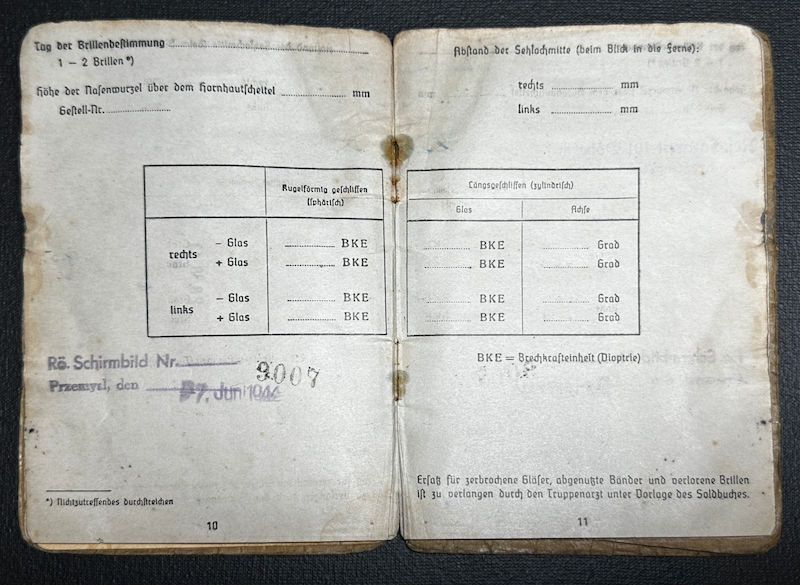 Tag der Brillenbestimmung
1 – 2 Brillen*)
Höhe der Nasenwurzel über dem Hornhautscheitel mm
Gestell-Nr.
Kugelförmig geschliffen
(sphärisch)
rechts
– Glas BKE
+ Glas BKE
links
– Glas BKE
+ Glas BKE
Rö. Schirmbild Nr. 9007
Przemysl, den 7. Juni 1944
*) Nichtzutreffendes durchstreichen
10
Abstand der Sehlochmitte (beim Blick in die Ferne):
rechts mm
links mm
Längsgeschliffen (zylindrisch)
Glas Achse
BKE Grad
BKE Grad
BKE Grad
BKE Grad
BKE = Brechkrafteinheit (Dioptrie)
Ersatz für zerbrochene Gläser, abgenutzte Bänder und verlorene Brillen
ist zu verlangen durch den Truppenarzt unter Vorlage des Soldbuches.
11